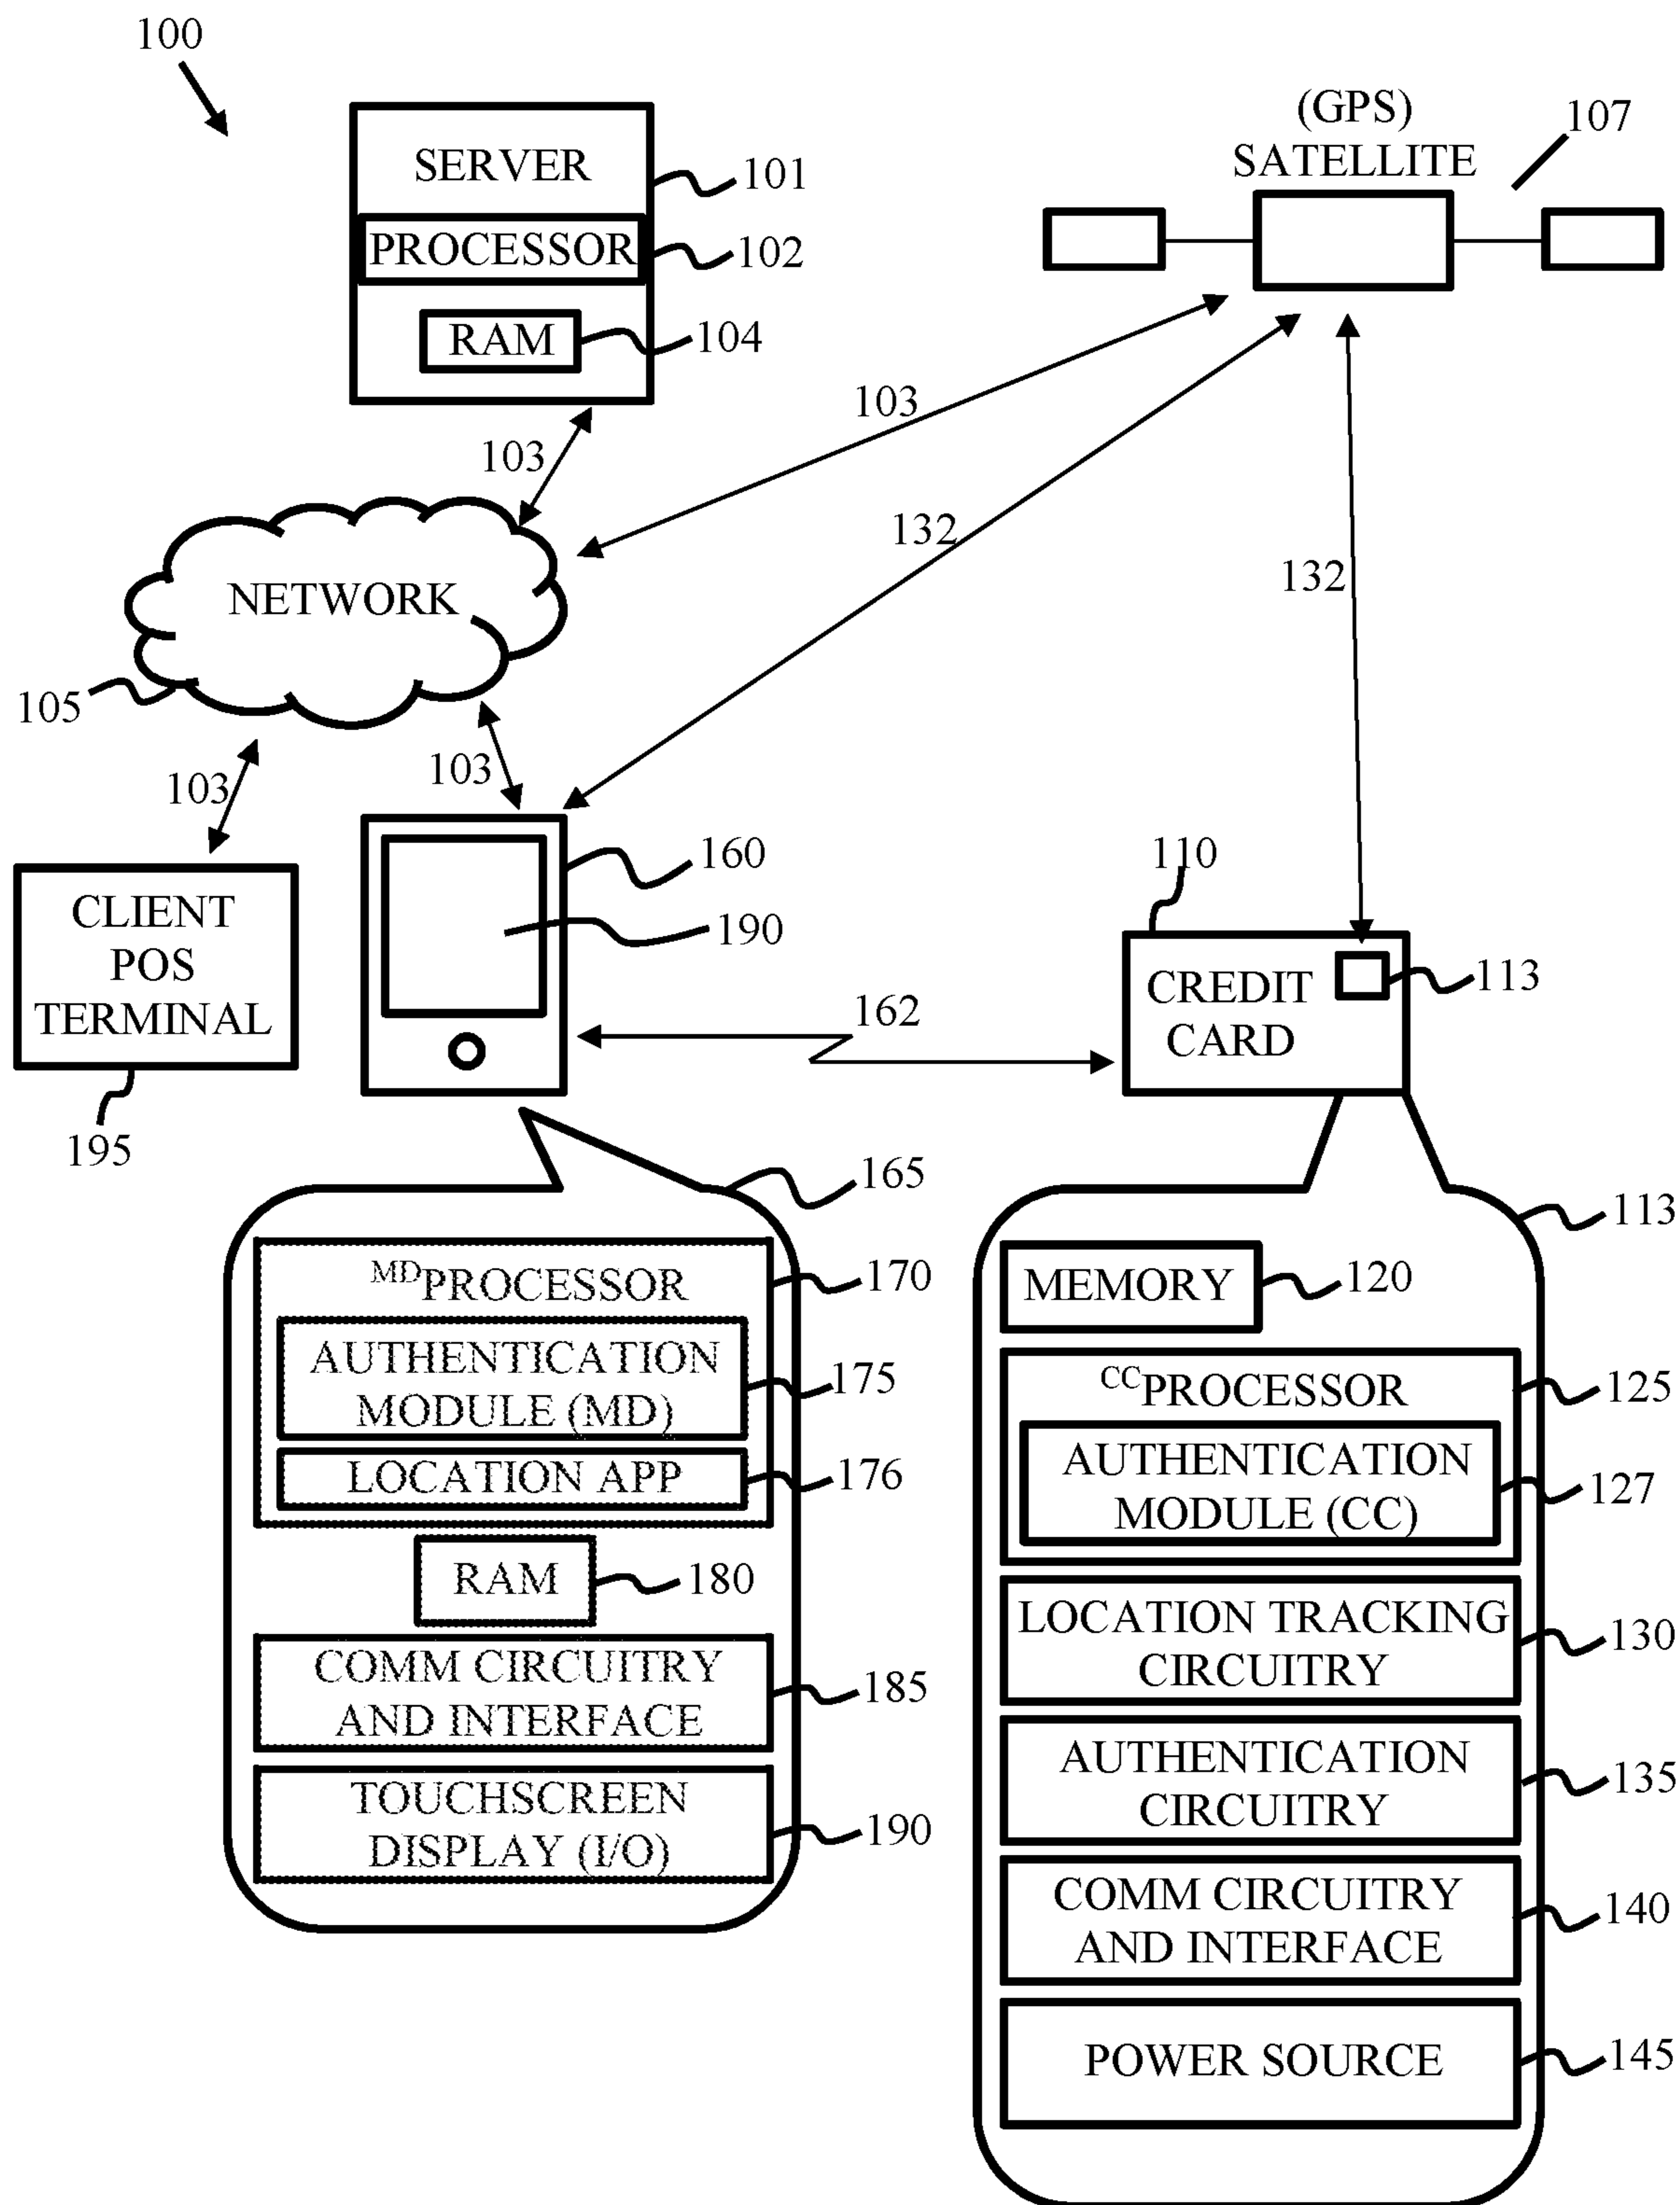 100
(GPS)
SATELLITE
107
SERVER
101
PROCESSOR
102
RAM
104
103
103
132
132
NETWORK
105
103
103
160
190
110
CLIENT
POS
TERMINAL
195
CREDIT
CARD
113
162
165
113
MDPROCESSOR
170
AUTHENTICATION
MODULE (MD)
175
LOCATION APP
176
RAM
180
COMM CIRCUITRY
AND INTERFACE
185
TOUCHSCREEN
DISPLAY (I/O)
190
MEMORY
120
CCPROCESSOR
125
AUTHENTICATION
MODULE (CC)
127
LOCATION TRACKING
CIRCUITRY
130
AUTHENTICATION
CIRCUITRY
135
COMM CIRCUITRY
AND INTERFACE
140
POWER SOURCE
145